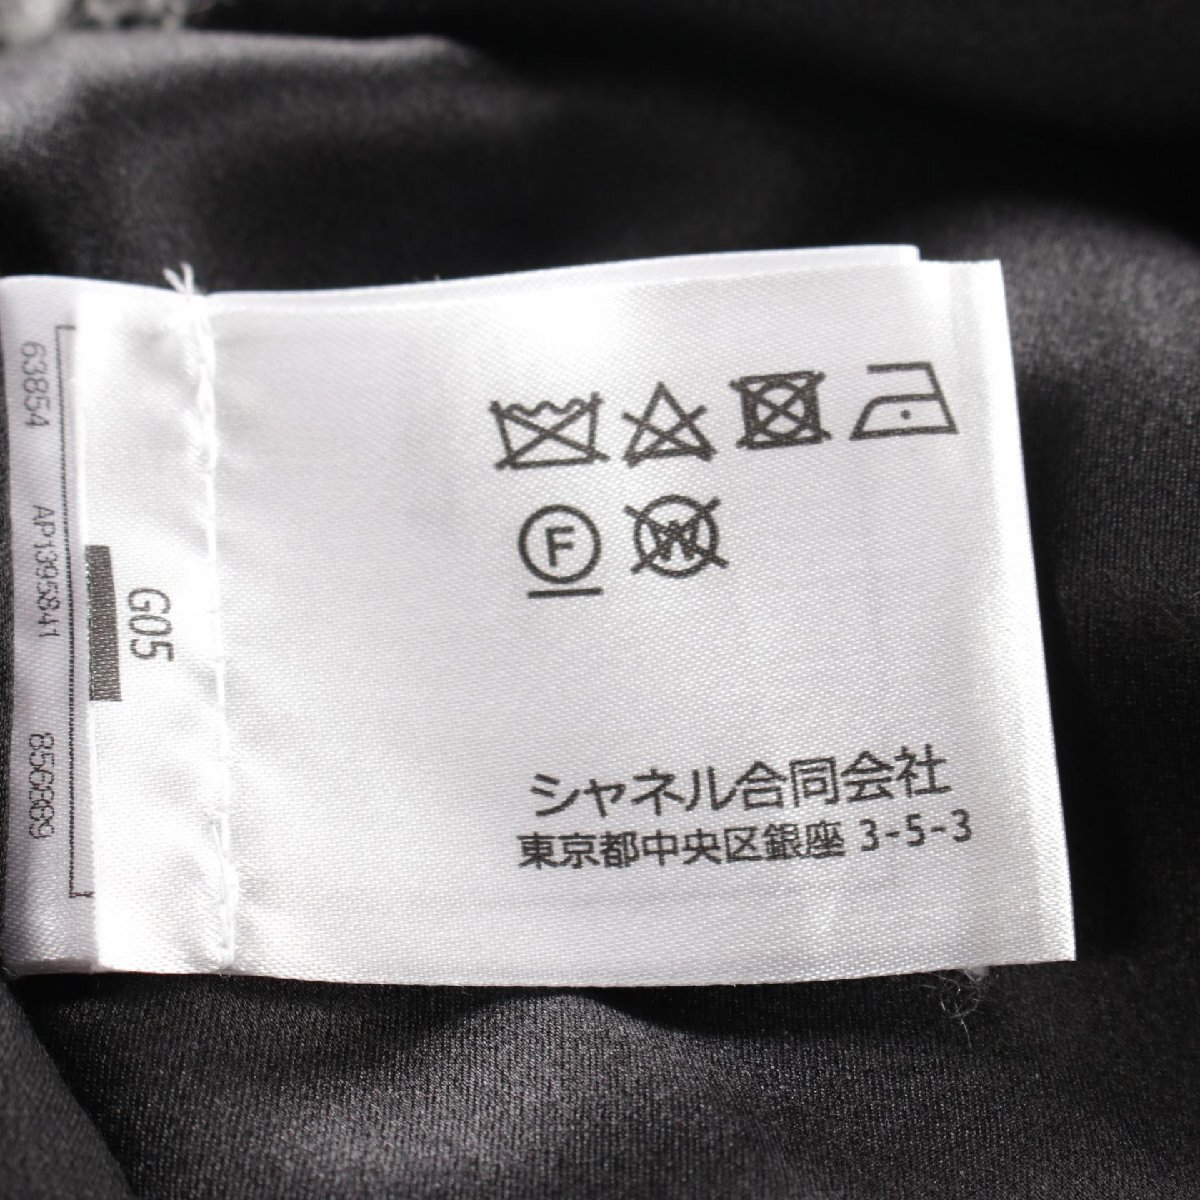 F W
シャネル合同会社
東京都中央区銀座 3-5-3
G05
63854 AP1395841 856889